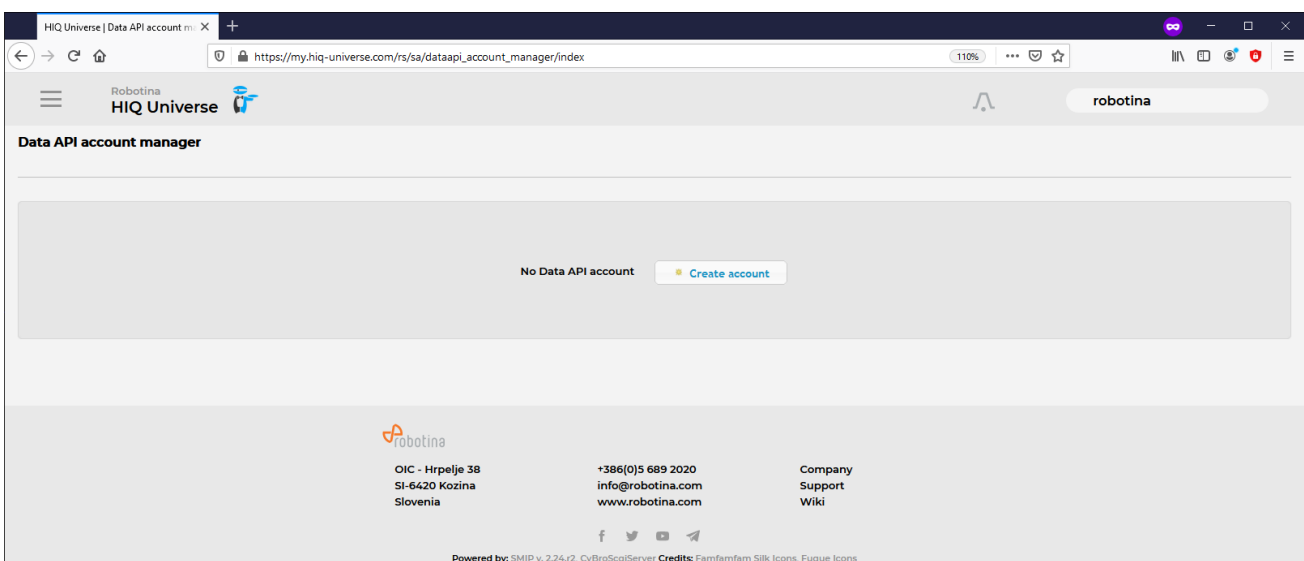 HIQ Universe | Data API account m
https://my.hiq-universe.com/rs/sa/dataapi_account_manager/index
110%
Robotina
HIQ Universe
robotina
Data API account manager
No Data API account
Create account
robotina
OIC - Hrpelje 38
SI-6420 Kozina
Slovenia
+386(0)5 689 2020
info@robotina.com
www.robotina.com
Company
Support
Wiki
Powered by: SMIP v. 2.24.r2, CyBroScgiServer Credits: Famfamfam Silk Icons, Fugue Icons